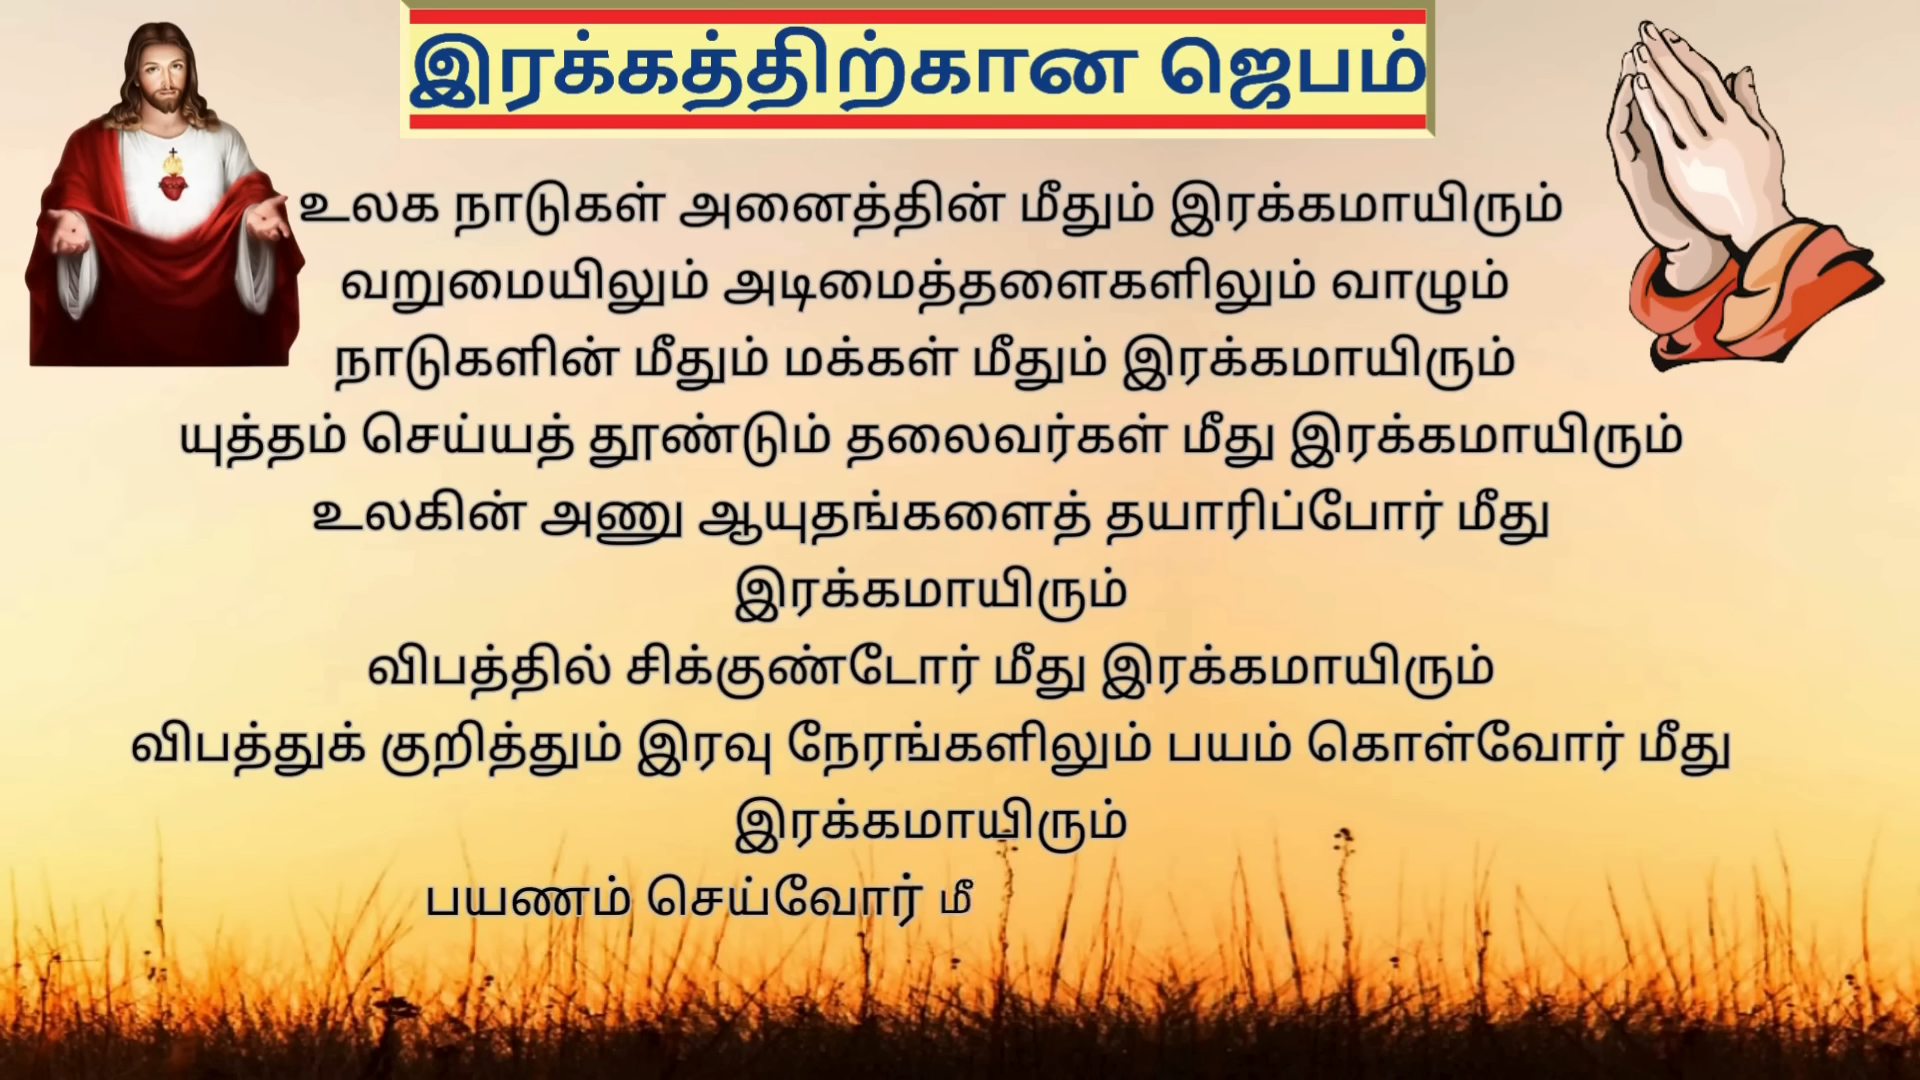 இரக்கத்திற்கான ஜெபம்
உலக நாடுகள் அனைத்தின் மீதும் இரக்கமாயிரும்
வறுமையிலும் அடிமைத்தளைகளிலும் வாழும்
நாடுகளின் மீதும் மக்கள் மீதும் இரக்கமாயிரும்
யுத்தம் செய்யத் தூண்டும் தலைவர்கள் மீது இரக்கமாயிரும்
உலகின் அணு ஆயுதங்களைத் தயாரிப்போர் மீது
இரக்கமாயிரும்
விபத்தில் சிக்குண்டோர் மீது இரக்கமாயிரும்
விபத்துக் குறித்தும் இரவு நேரங்களிலும் பயம் கொள்வோர் மீது
இரக்கமாயிரும்
பயணம் செய்வோர் மீ